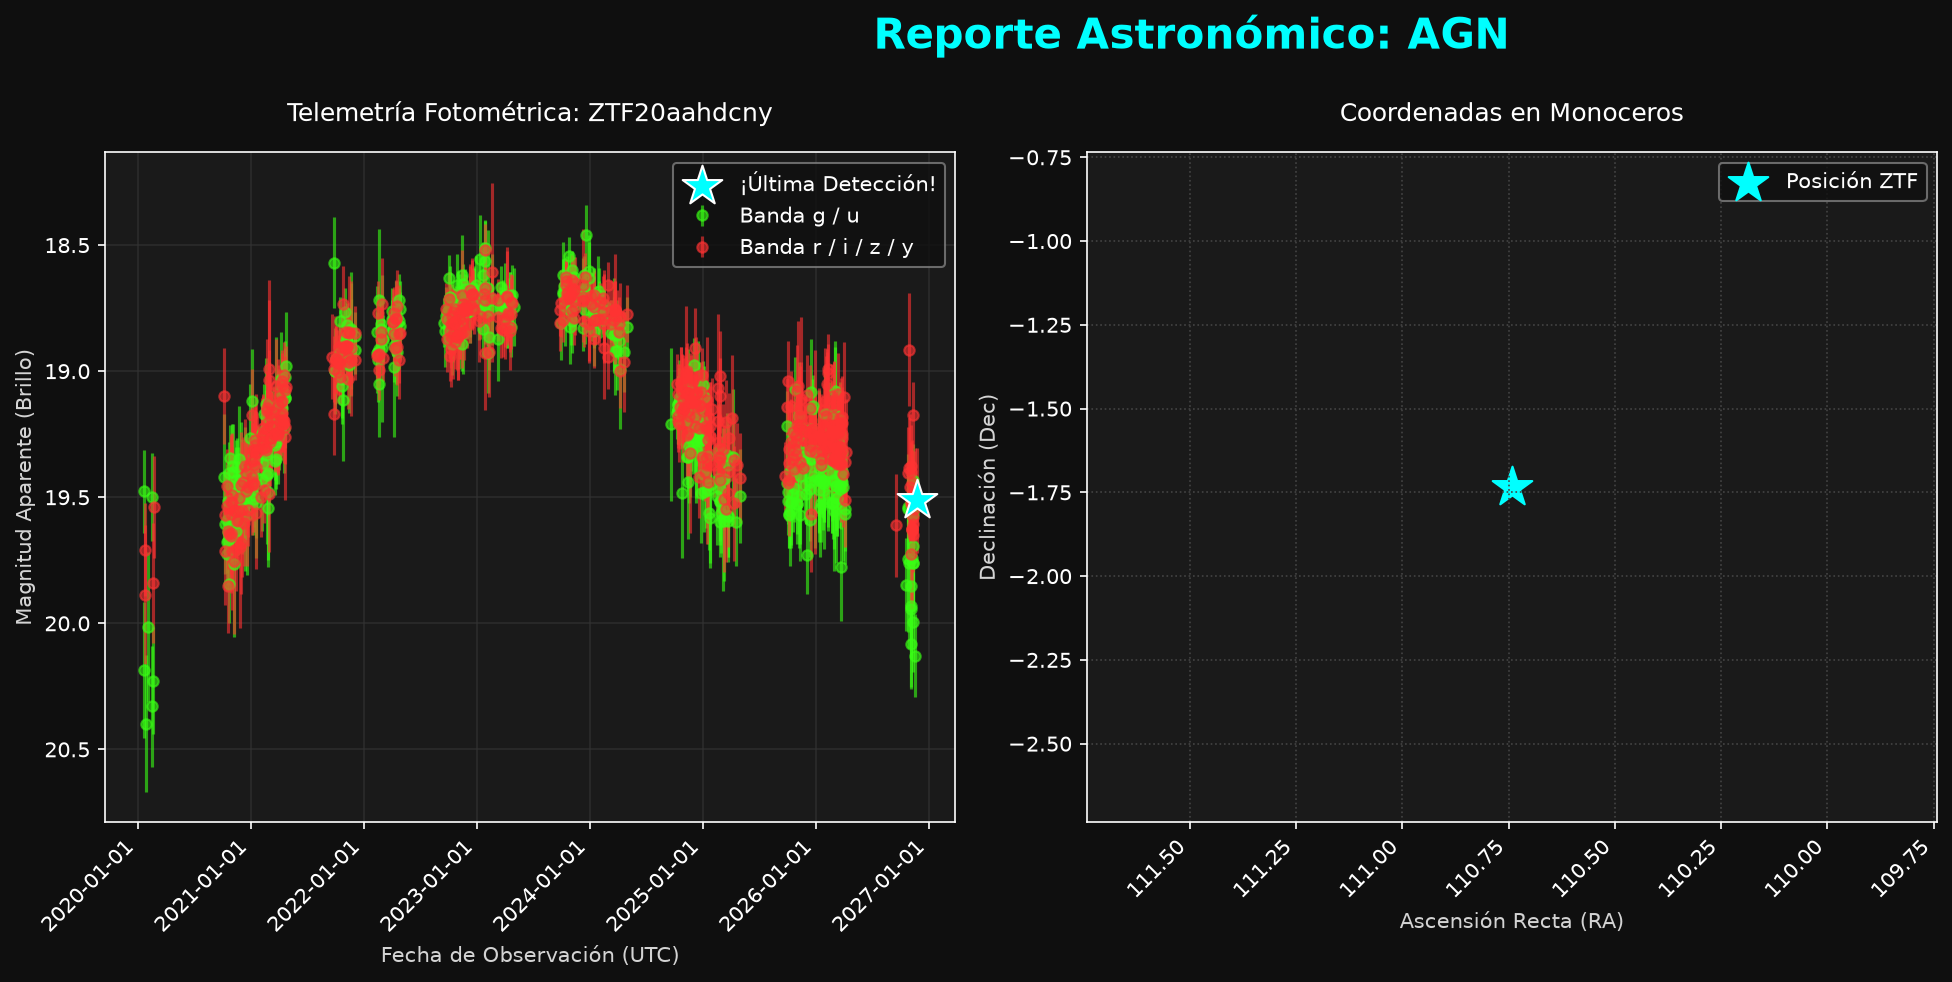 Reporte Astronómico: AGN
Telemetría Fotométrica: ZTF20aahdcny
¡Última Detección!
Banda g / u
Banda r / i / z / y
Magnitud Aparente (Brillo)
18.5
19.0
19.5
20.0
20.5
2020-01-01
2021-01-01
2022-01-01
2023-01-01
2024-01-01
2025-01-01
2026-01-01
2027-01-01
Fecha de Observación (UTC)
Coordenadas en Monoceros
Posición ZTF
Declinación (Dec)
−0.75
−1.00
−1.25
−1.50
−1.75
−2.00
−2.25
−2.50
111.50
111.25
111.00
110.75
110.50
110.25
110.00
109.75
Ascensión Recta (RA)